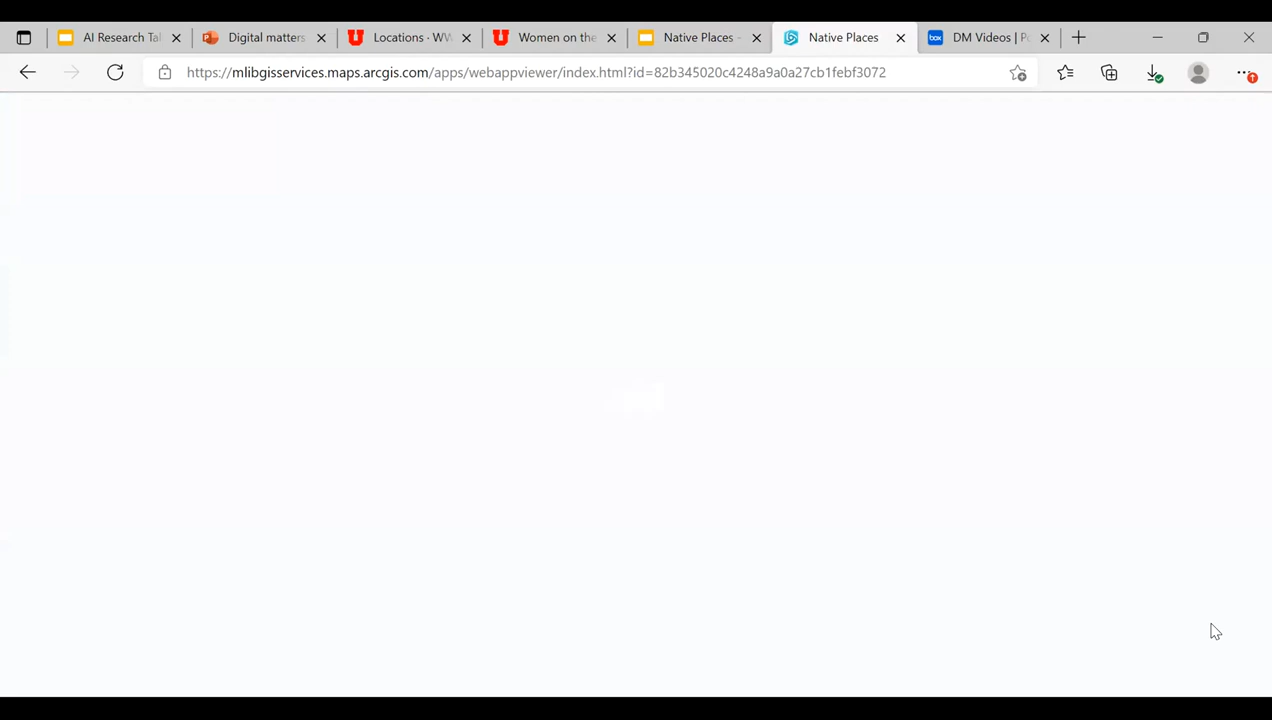 AI Research Tal
Digital matters
Locations · WV
Women on the
Native Places -
Native Places
DM Videos | Po
https://mlibgisservices.maps.arcgis.com/apps/webappviewer/index.html?id=82b345020c4248a9a0a27cb1febf3072